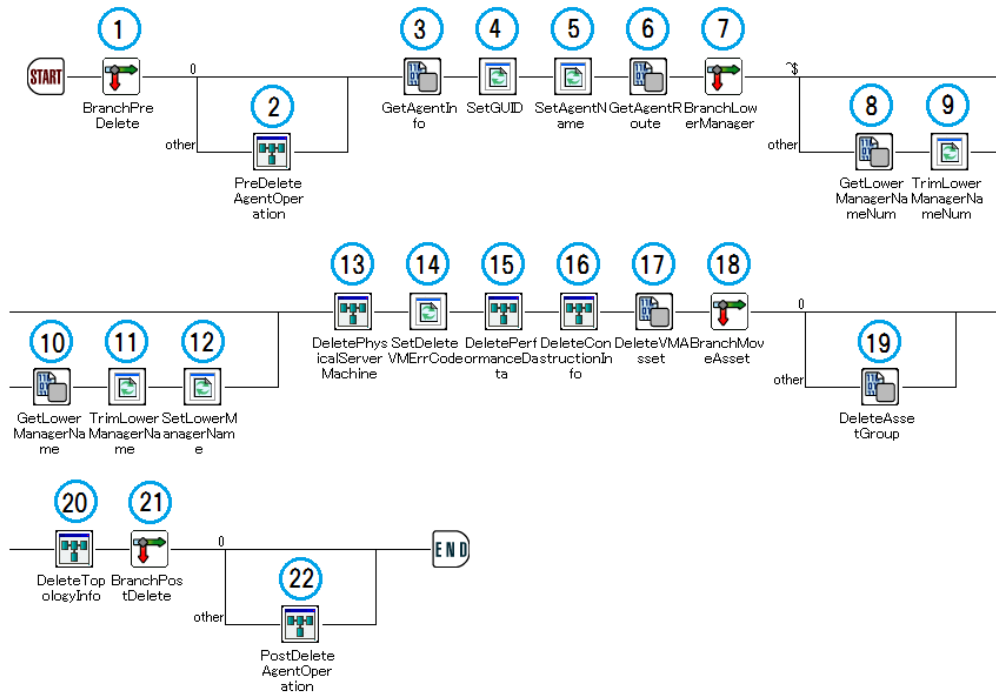 1
3
4
5
6
7
START
0
^$
BranchPre
Delete
2
GetAgentIn
fo
SetGUID
SetAgentN
ame
GetAgentR
oute
BranchLow
erManager
8
9
other
other
PreDelete
AgentOper
ation
GetLower
ManagerNa
meNum
TrimLower
ManagerNa
meNum
13
14
15
16
17
18
0
10
11
12
DeletePhys
icalServer
Machine
SetDelete
VMErrCode
DeletePerf
ormanceDa
ta
DeleteCon
structionIn
fo
DeleteVMA
sset
BranchMov
eAsset
19
other
GetLower
ManagerNa
me
TrimLower
ManagerNa
me
SetLowerM
anagerNam
e
DeleteAsse
tGroup
20
21
0
END
DeleteTop
ologyInfo
BranchPos
tDelete
22
other
PostDelete
AgentOper
ation